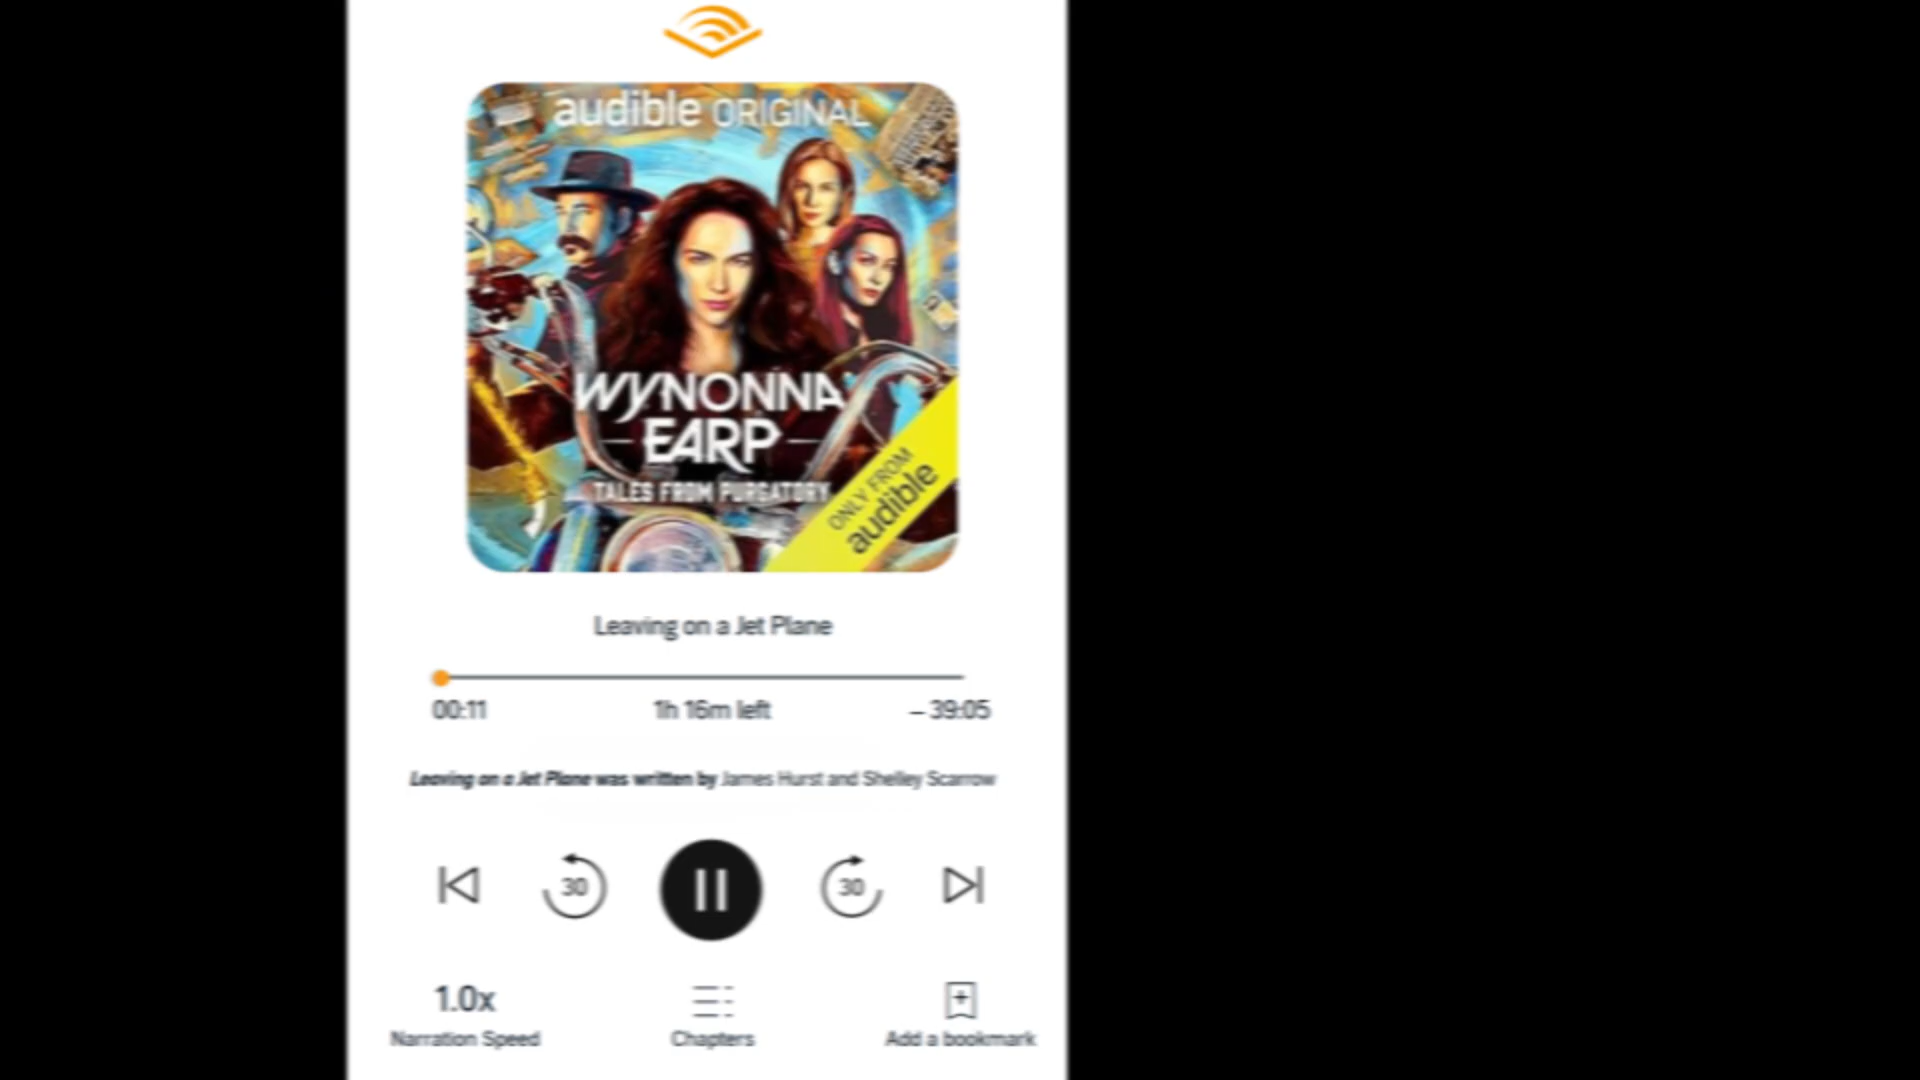 audible ORIGINAL
WYNONNA
EARP
TALES FROM PURGATORY
ONLY FROM
audible
Leaving on a Jet Plane
00:11 1h 16m left – 39:05
Leaving on a Jet Plane was written by James Hurst and Shelley Scarrow
30 30
1.0x
Narration Speed Chapters Add a bookmark